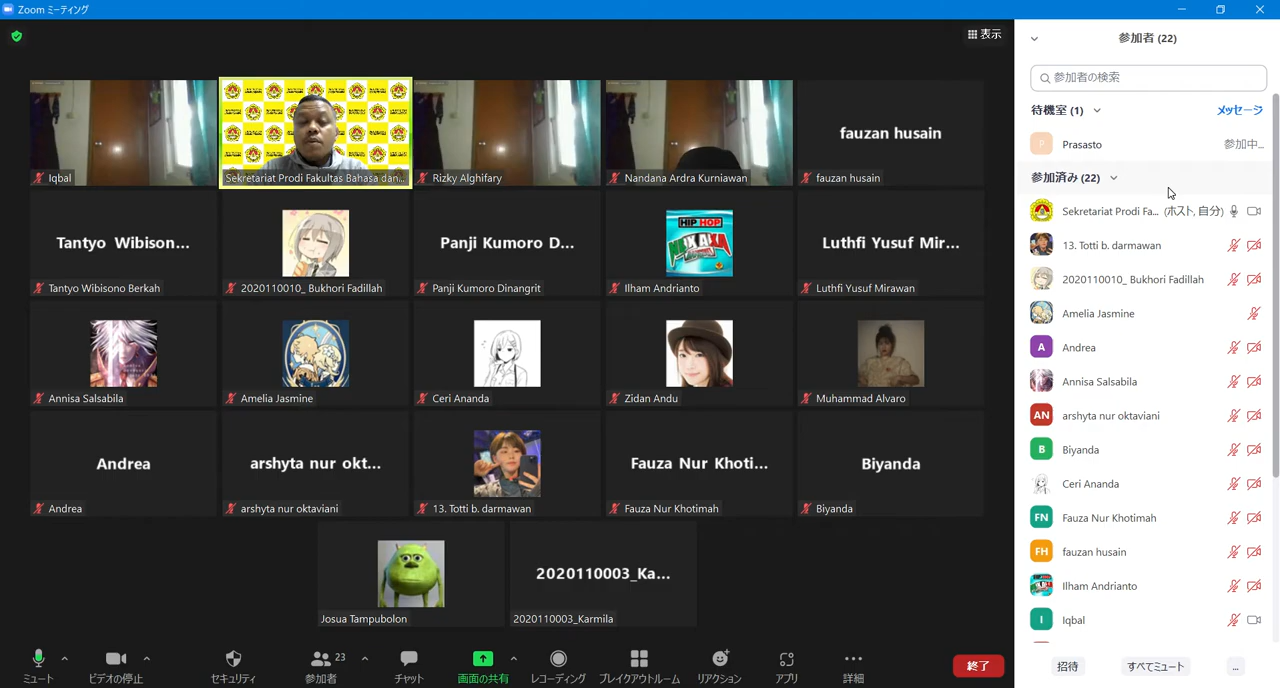 Zoom ミーティング
表示
Iqbal
Sekretariat Prodi Fakultas Bahasa dan...
Rizky Alghifary
Nandana Ardra Kurniawan
fauzan husain
fauzan husain
Tantyo Wibison...
Tantyo Wibisono Berkah
2020110010_ Bukhori Fadillah
Panji Kumoro D...
Panji Kumoro Dinangrit
HIP HOP
Ilham Andrianto
Luthfi Yusuf Mir...
Luthfi Yusuf Mirawan
Annisa Salsabila
Amelia Jasmine
Ceri Ananda
Zidan Andu
Muhammad Alvaro
Andrea
Andrea
arshyta nur okt...
arshyta nur oktaviani
13. Totti b. darmawan
Fauza Nur Khoti...
Fauza Nur Khotimah
Biyanda
Biyanda
Josua Tampubolon
2020110003_Ka...
2020110003_Karmila
ミュート
ビデオの停止
セキュリティ
23
参加者
チャット
画面の共有
レコーディング
ブレイクアウトルーム
リアクション
アプリ
詳細
終了
参加者 (22)
参加者の検索
待機室 (1)
メッセージ
P Prasasto 参加中...
参加済み (22)
Sekretariat Prodi Fa... (ホスト, 自分)
13. Totti b. darmawan
2020110010_ Bukhori Fadillah
Amelia Jasmine
A Andrea
Annisa Salsabila
AN arshyta nur oktaviani
B Biyanda
Ceri Ananda
FN Fauza Nur Khotimah
FH fauzan husain
Ilham Andrianto
I Iqbal
招待
すべてミュート
...